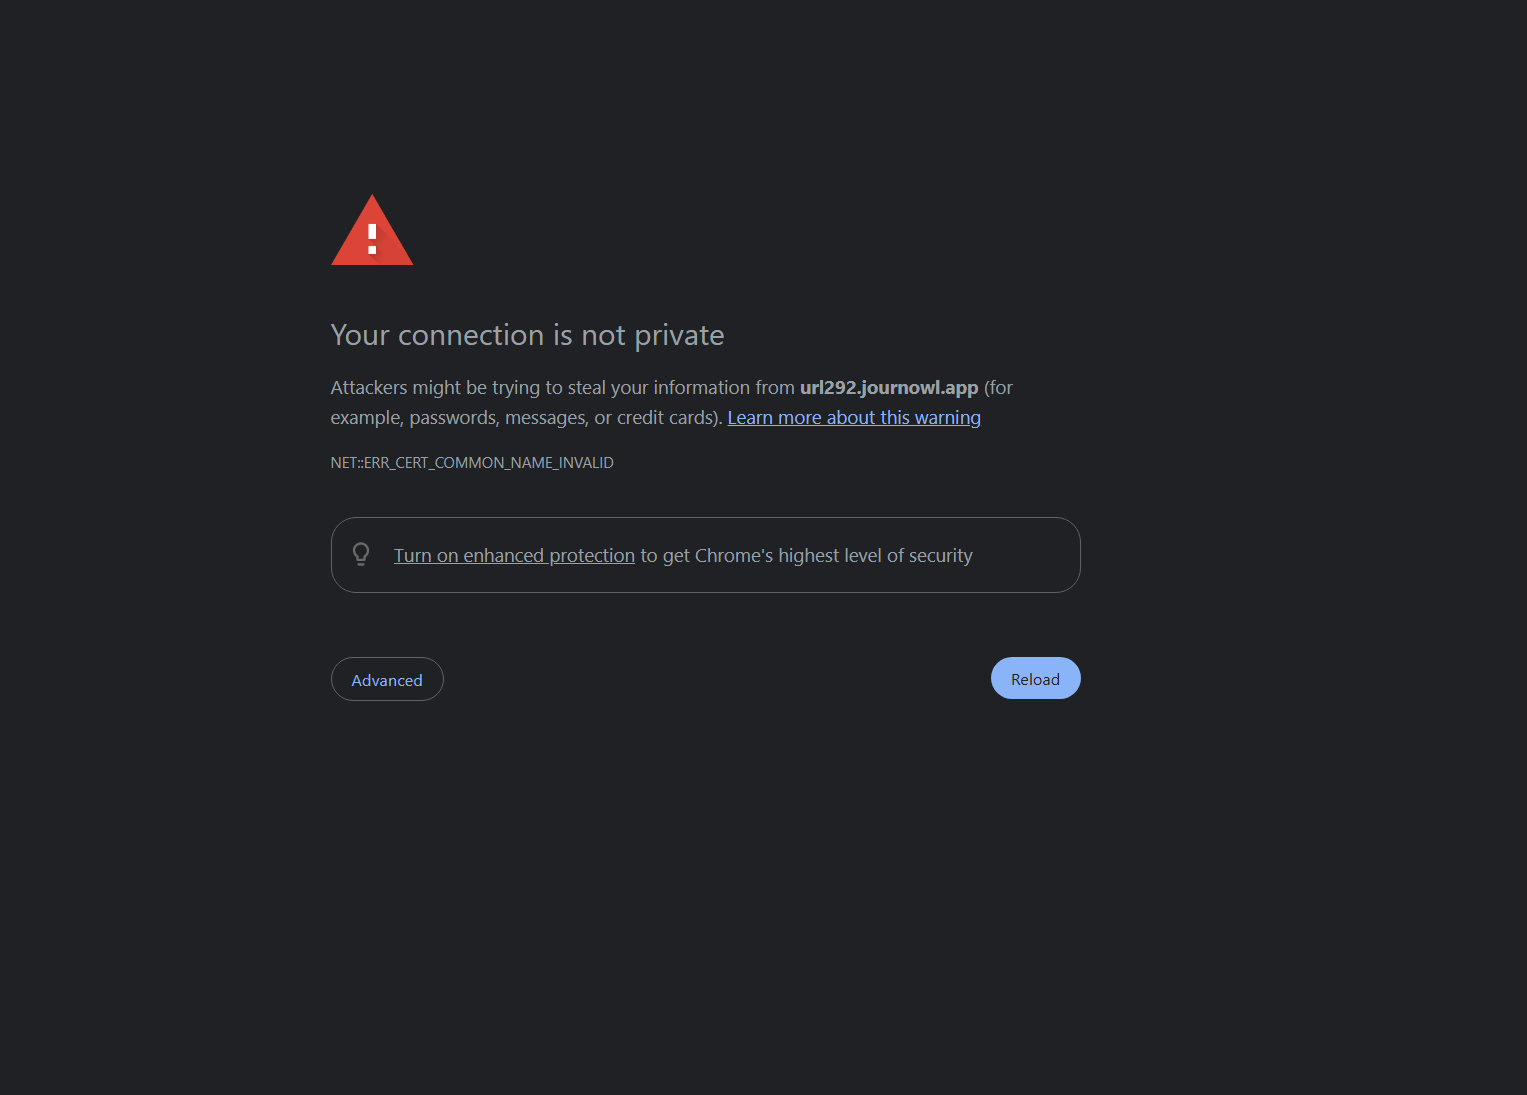 Your connection is not private
Attackers might be trying to steal your information from url292.journowl.app (for
example, passwords, messages, or credit cards). Learn more about this warning
NET::ERR_CERT_COMMON_NAME_INVALID
Turn on enhanced protection to get Chrome's highest level of security
Advanced
Reload